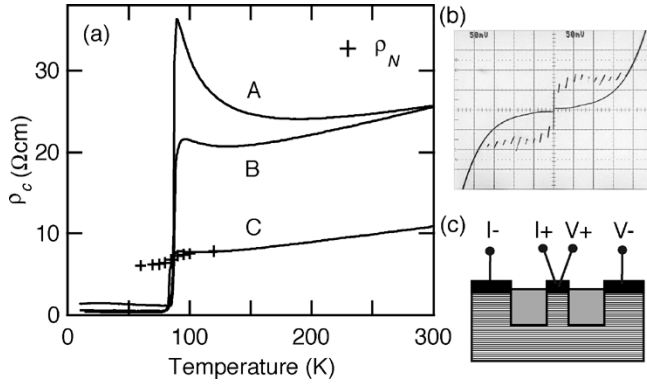 (a)
+ ρN
A
B
C
30
20
10
0
0
100
200
300
ρc (Ωcm)
Temperature (K)
(b)
50mV 50mV
(c)
I- I+ V+ V-